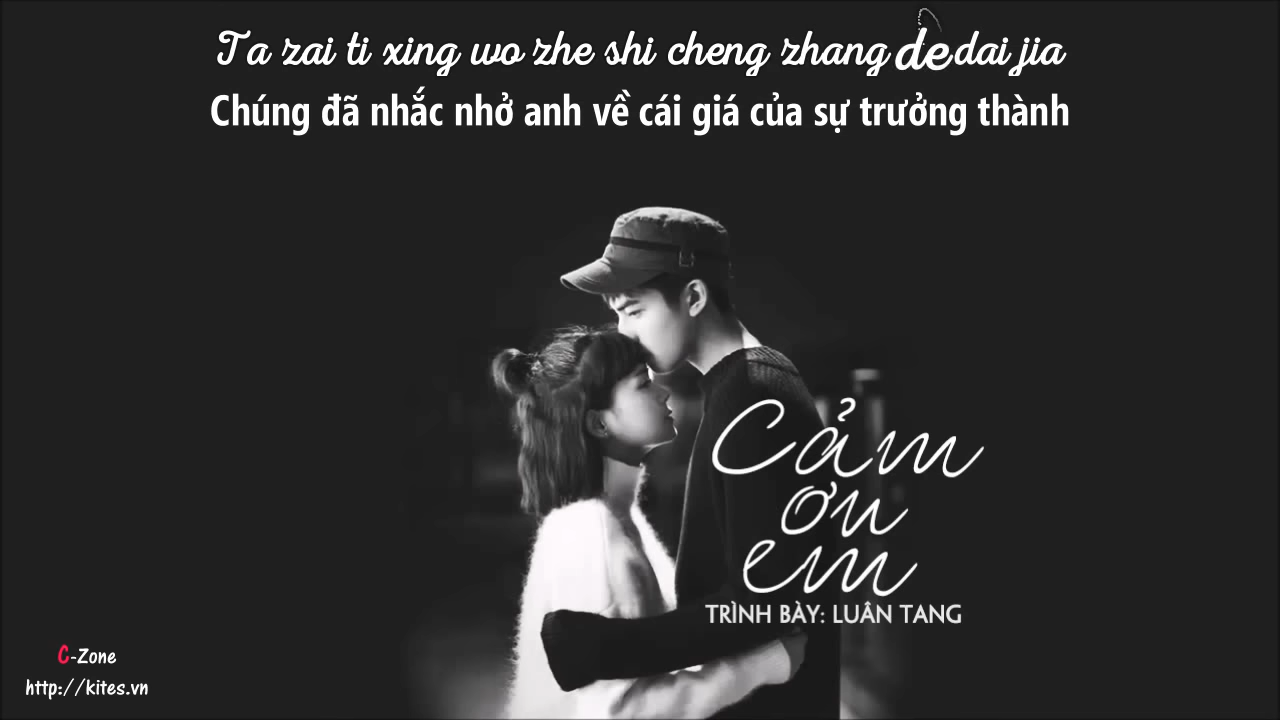 Ta zai ti xing wo zhe shi cheng zhang de dai jia
Chúng đã nhắc nhở anh về cái giá của sự trưởng thành
Cảm
ơn
em
TRÌNH BÀY: LUÂN TANG
C-Zone
http://kites.vn